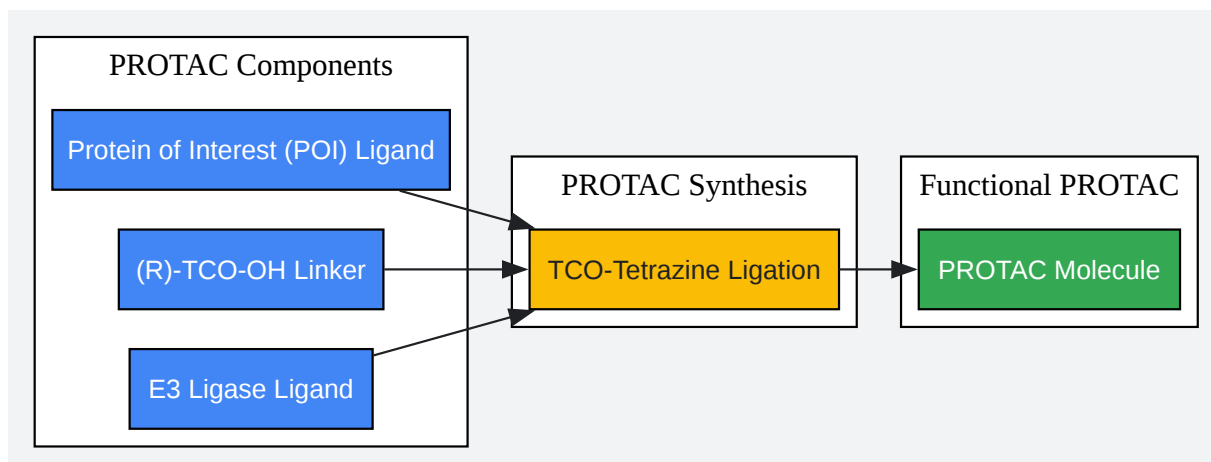 PROTAC Components
Protein of Interest (POI) Ligand
(R)-TCO-OH Linker
E3 Ligase Ligand
PROTAC Synthesis
TCO-Tetrazine Ligation
Functional PROTAC
PROTAC Molecule